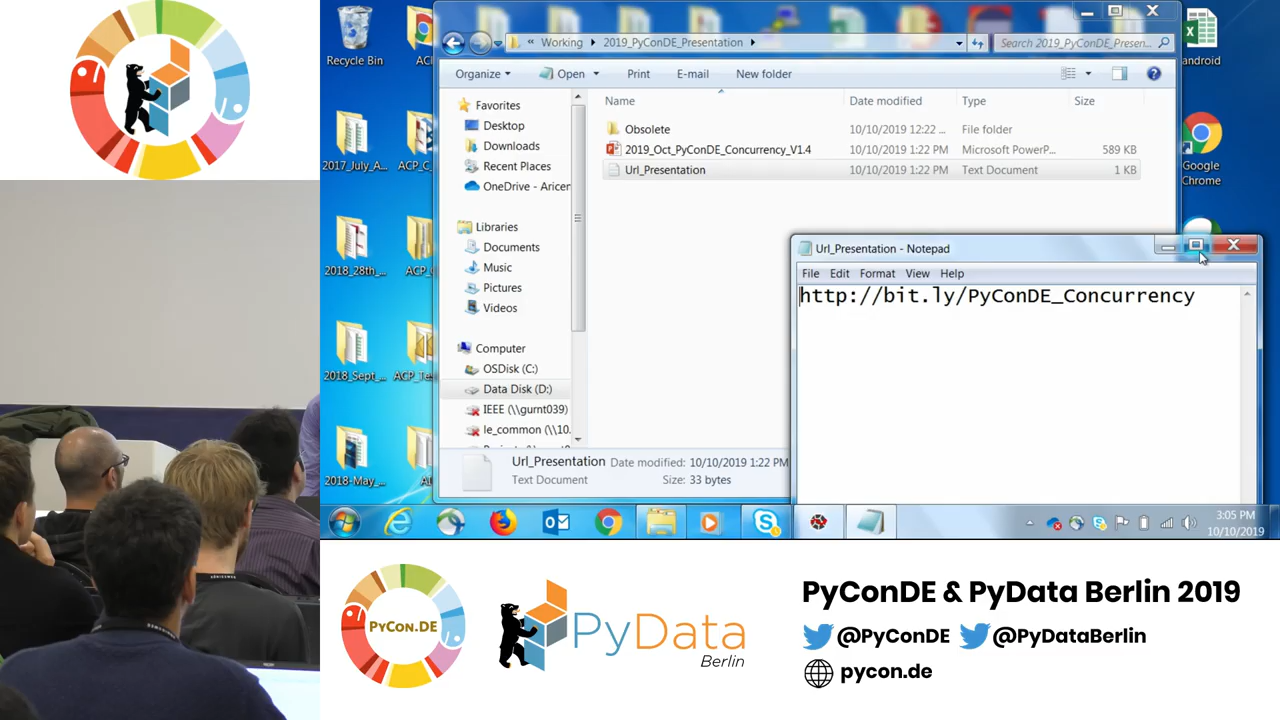 Recycle Bin
2017_July_A...
2018_28th_...
2018_Sept_...
2018-May_...
ACP_C
android
Google
Chrome
« Working ▸ 2019_PyConDE_Presentation ▸
Search 2019_PyConDE_Presen...
Organize Open Print E-mail New folder
Name Date modified Type Size
Obsolete 10/10/2019 12:22 ... File folder
2019_Oct_PyConDE_Concurrency_V1.4 10/10/2019 1:22 PM Microsoft PowerP... 589 KB
Url_Presentation 10/10/2019 1:22 PM Text Document 1 KB
Favorites
Desktop
Downloads
Recent Places
OneDrive - Aricen
Libraries
Documents
Music
Pictures
Videos
Computer
OSDisk (C:)
Data Disk (D:)
IEEE (\\gurnt039)
le_common (\\10.
Url_Presentation Date modified: 10/10/2019 1:22 PM
Text Document Size: 33 bytes
Url_Presentation - Notepad
File Edit Format View Help
http://bit.ly/PyConDE_Concurrency
3:05 PM
10/10/2019
PyCon.DE
PyData
Berlin
PyConDE & PyData Berlin 2019
@PyConDE @PyDataBerlin
pycon.de